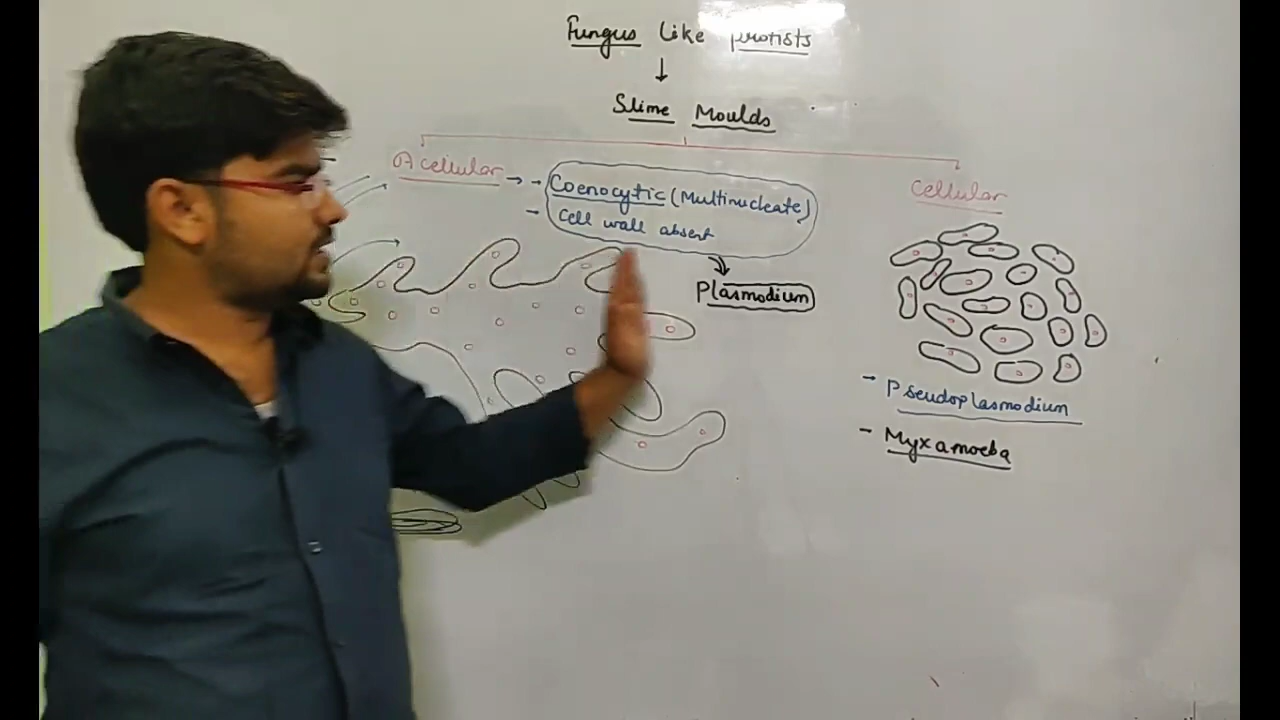 Fungus like protists
↓
Slime Moulds
Acellular → - Coenocytic (Multinucleate)
- Cell wall absent
Plasmodium
Cellular
- Pseudoplasmodium
- Myxamoeba